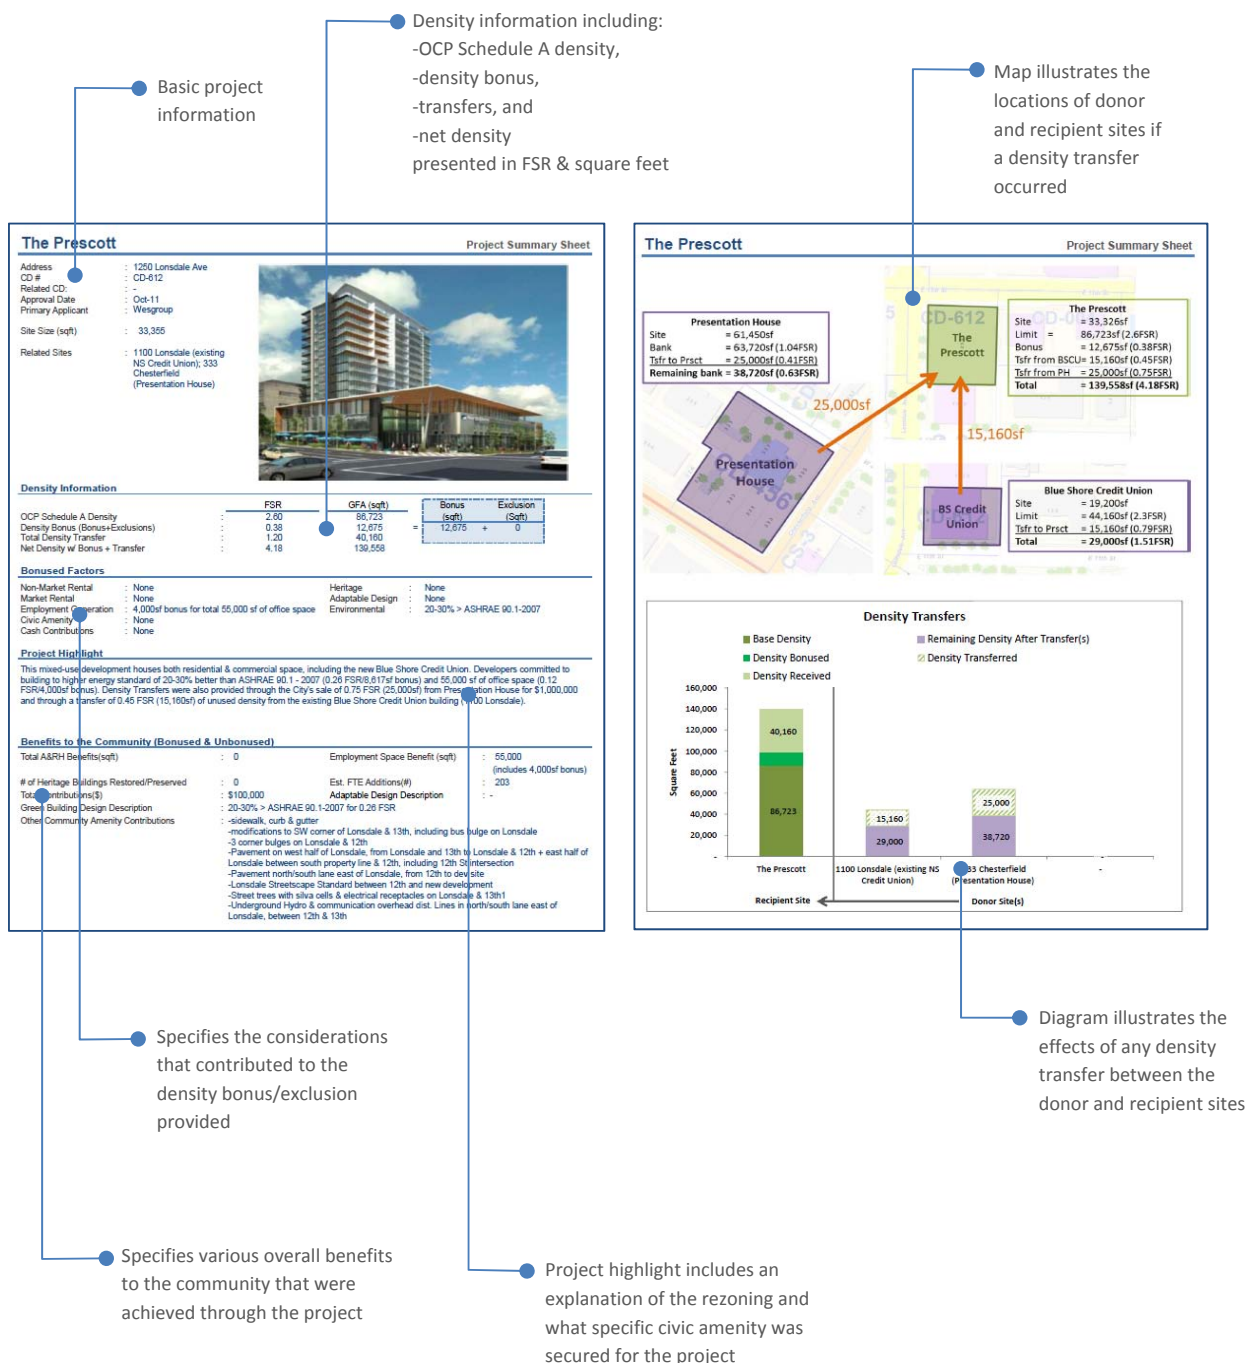 Density information including:
-OCP Schedule A density,
-density bonus,
-transfers, and
-net density
presented in FSR & square feet
Basic project
information
Map illustrates the
locations of donor
and recipient sites if
a density transfer
occurred
The Prescott
Project Summary Sheet
Address : 1250 Lonsdale Ave
CD # : CD-612
Related CD: : -
Approval Date : Oct-11
Primary Applicant : Wesgroup
Site Size (sqft) : 33,355
Related Sites : 1100 Lonsdale (existing
NS Credit Union); 333
Chesterfield
(Presentation House)
Density Information
FSR GFA (sqft) Bonus Exclusion
(sqft) (Sqft)
OCP Schedule A Density : 2.60 86,723
Density Bonus (Bonus+Exclusions) : 0.38 12,675 = 12,675 + 0
Total Density Transfer : 1.20 40,160
Net Density w/ Bonus + Transfer : 4.18 139,558
Bonused Factors
Non-Market Rental : None Heritage : None
Market Rental : None Adaptable Design : None
Employment Generation : 4,000sf bonus for total 55,000 sf of office space Environmental : 20-30% > ASHRAE 90.1-2007
Civic Amenity : None
Cash Contributions : None
Project Highlight
This mixed-use development houses both residential & commercial space, including the new Blue Shore Credit Union. Developers committed to
building to higher energy standard of 20-30% better than ASHRAE 90.1 - 2007 (0.26 FSR/8,617sf bonus) and 55,000 sf of office space (0.12
FSR/4,000sf bonus). Density Transfers were also provided through the City's sale of 0.75 FSR (25,000sf) from Presentation House for $1,000,000
and through a transfer of 0.45 FSR (15,160sf) of unused density from the existing Blue Shore Credit Union building (1100 Lonsdale).
Benefits to the Community (Bonused & Unbonused)
Total A&RH Benefits(sqft) : 0 Employment Space Benefit (sqft) : 55,000
(includes 4,000sf bonus)
# of Heritage Buildings Restored/Preserved : 0 Est. FTE Additions(#) : 203
Total Contributions($) : $100,000 Adaptable Design Description : -
Green Building Design Description : 20-30% > ASHRAE 90.1-2007 for 0.26 FSR
Other Community Amenity Contributions : -sidewalk, curb & gutter
-modifications to SW corner of Lonsdale & 13th, including bus bulge on Lonsdale
-3 corner bulges on Lonsdale & 12th
-Pavement on west half of Lonsdale, from Lonsdale and 13th to Lonsdale & 12th + east half of
Lonsdale between south property line & 12th, including 12th St intersection
-Pavement north/south lane east of Lonsdale, from 12th to dev site
-Lonsdale Streetscape Standard between 12th and new development
-Street trees with silva cells & electrical receptacles on Lonsdale & 13th1
-Underground Hydro & communication overhead dist. Lines in north/south lane east of
Lonsdale, between 12th & 13th
The Prescott
Project Summary Sheet
Presentation House
Site = 61,450sf
Bank = 63,720sf (1.04FSR)
Tsfr to Prsct = 25,000sf (0.41FSR)
Remaining bank = 38,720sf (0.63FSR)
CD-612
The
Prescott
The Prescott
Site = 33,326sf
Limit = 86,723sf (2.6FSR)
Bonus = 12,675sf (0.38FSR)
Tsfr from BSCU= 15,160sf (0.45FSR)
Tsfr from PH = 25,000sf (0.75FSR)
Total = 139,558sf (4.18FSR)
25,000sf
15,160sf
Presentation
House
CS-3
BS Credit
Union
Blue Shore Credit Union
Site = 19,200sf
Limit = 44,160sf (2.3FSR)
Tsfr to Prsct = 15,160sf (0.79FSR)
Total = 29,000sf (1.51FSR)
Density Transfers
Base Density
Remaining Density After Transfer(s)
Density Bonused
Density Transferred
Density Received
Square Feet
160,000
140,000
120,000
100,000
80,000
60,000
40,000
20,000
-
40,160
86,723
15,160
29,000
25,000
38,720
-
The Prescott
1100 Lonsdale (existing NS
Credit Union)
333 Chesterfield
(Presentation House)
-
Recipient Site
Donor Site(s)
Specifies the considerations
that contributed to the
density bonus/exclusion
provided
Diagram illustrates the
effects of any density
transfer between the
donor and recipient sites
Specifies various overall benefits
to the community that were
achieved through the project
Project highlight includes an
explanation of the rezoning and
what specific civic amenity was
secured for the project